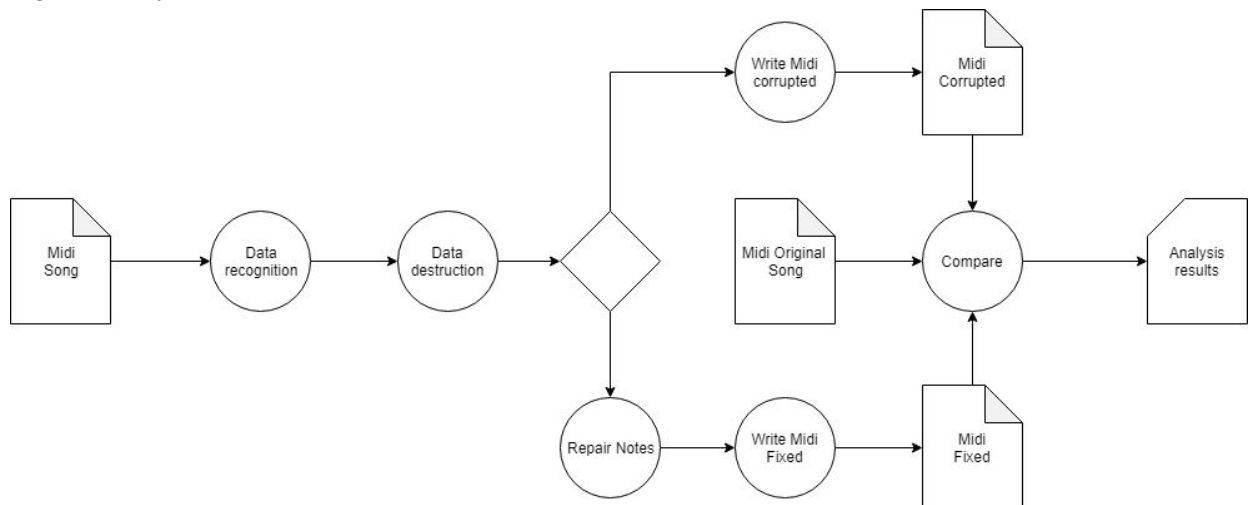 Write Midi
corrupted
Midi
Corrupted
Midi
Song
Data
recognition
Data
destruction
Midi Original
Song
Compare
Analysis
results
Repair Notes
Write Midi
Fixed
Midi
Fixed